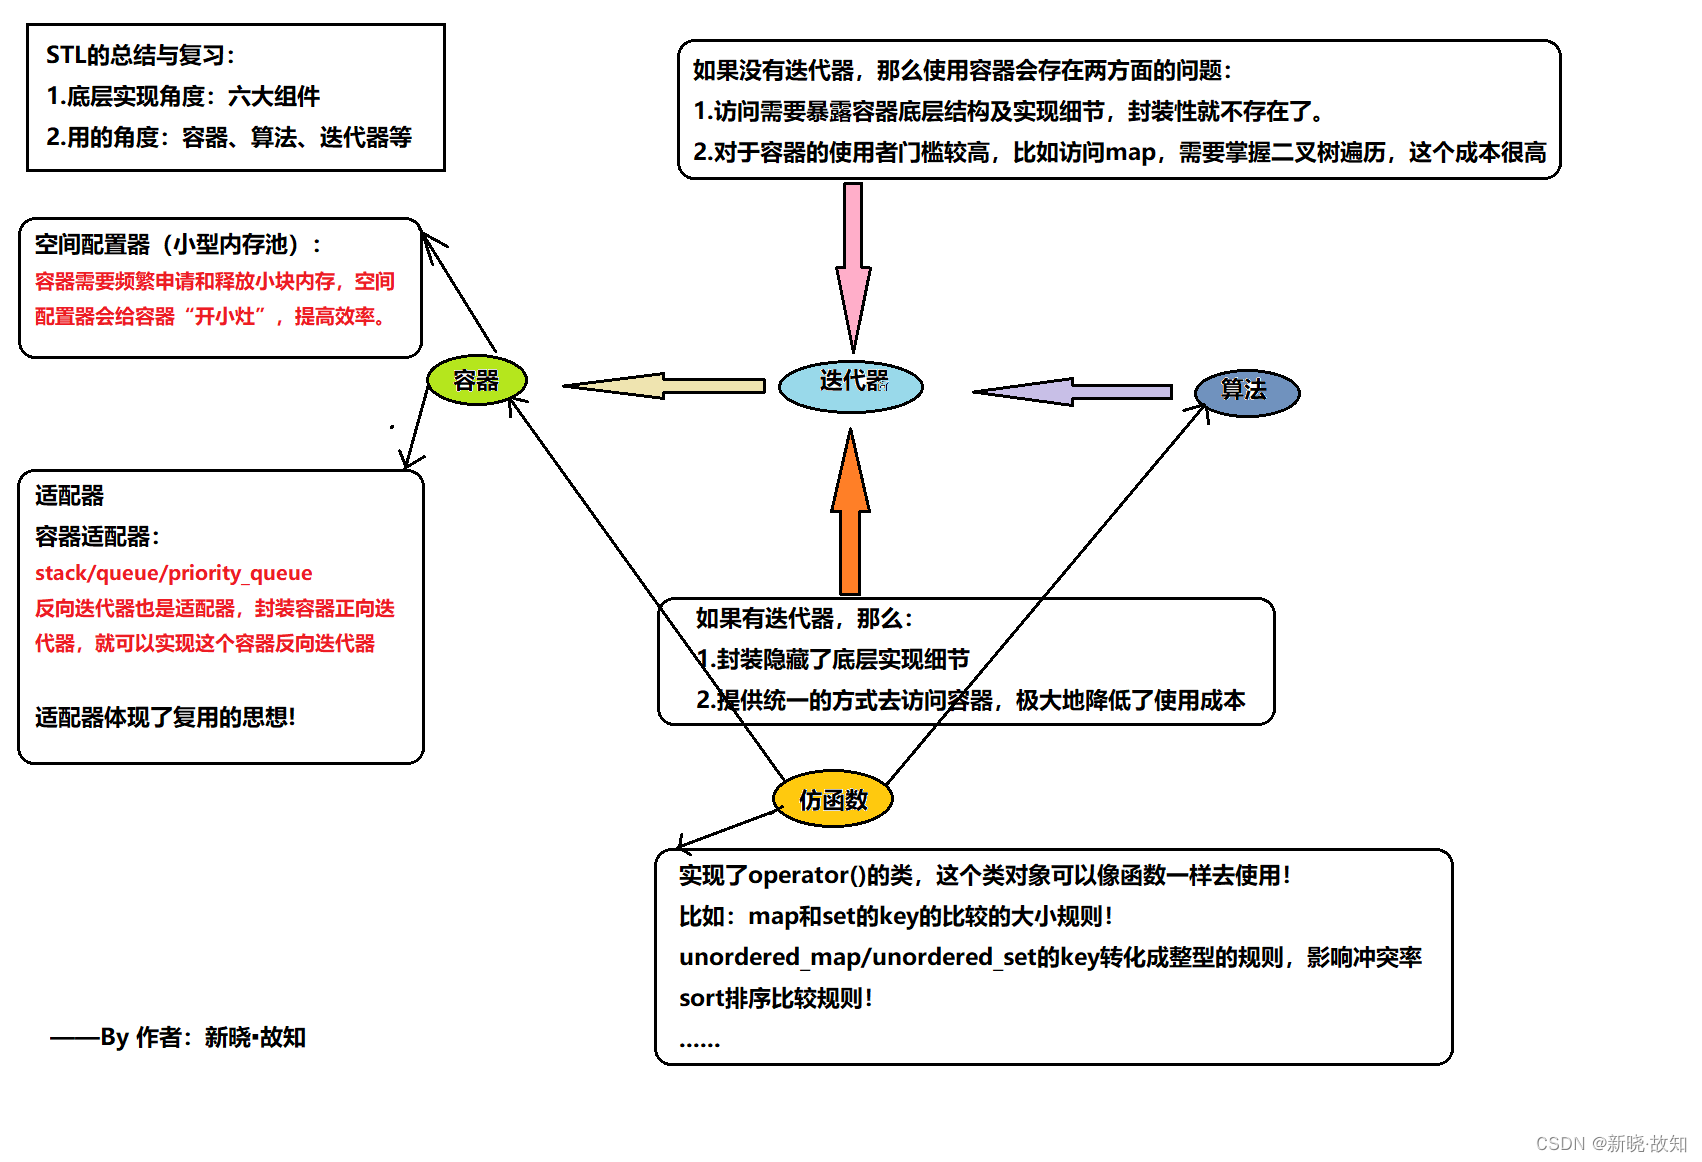 STL的总结与复习：
1.底层实现角度：六大组件
2.用的角度：容器、算法、迭代器等
如果没有迭代器，那么使用容器会存在两方面的问题：
1.访问需要暴露容器底层结构及实现细节，封装性就不存在了。
2.对于容器的使用者门槛较高，比如访问map，需要掌握二叉树遍历，这个成本很高
空间配置器（小型内存池）：
容器需要频繁申请和释放小块内存，空间
配置器会给容器“开小灶”，提高效率。
容器
迭代器
算法
适配器
容器适配器：
stack/queue/priority_queue
反向迭代器也是适配器，封装容器正向迭
代器，就可以实现这个容器反向迭代器
适配器体现了复用的思想！
如果有迭代器，那么：
1.封装隐藏了底层实现细节
2.提供统一的方式去访问容器，极大地降低了使用成本
仿函数
实现了operator()的类，这个类对象可以像函数一样去使用！
比如：map和set的key的比较的大小规则！
unordered_map/unordered_set的key转化成整型的规则，影响冲突率
sort排序比较规则！
......
——By 作者：新晓·故知
CSDN @新晓·故知